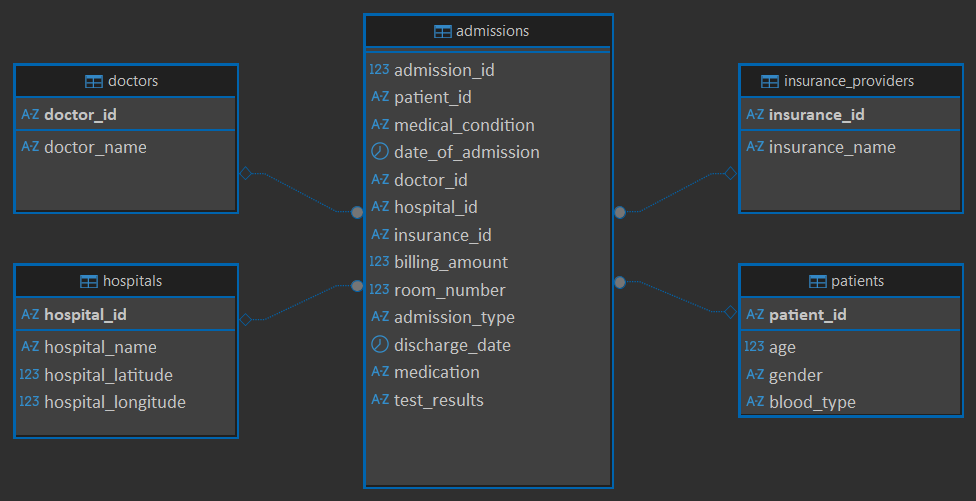 admissions
123 admission_id
A-Z patient_id
A-Z medical_condition
date_of_admission
A-Z doctor_id
A-Z hospital_id
A-Z insurance_id
123 billing_amount
123 room_number
A-Z admission_type
discharge_date
A-Z medication
A-Z test_results
doctors
A-Z doctor_id
A-Z doctor_name
insurance_providers
A-Z insurance_id
A-Z insurance_name
hospitals
A-Z hospital_id
A-Z hospital_name
123 hospital_latitude
123 hospital_longitude
patients
A-Z patient_id
123 age
A-Z gender
A-Z blood_type